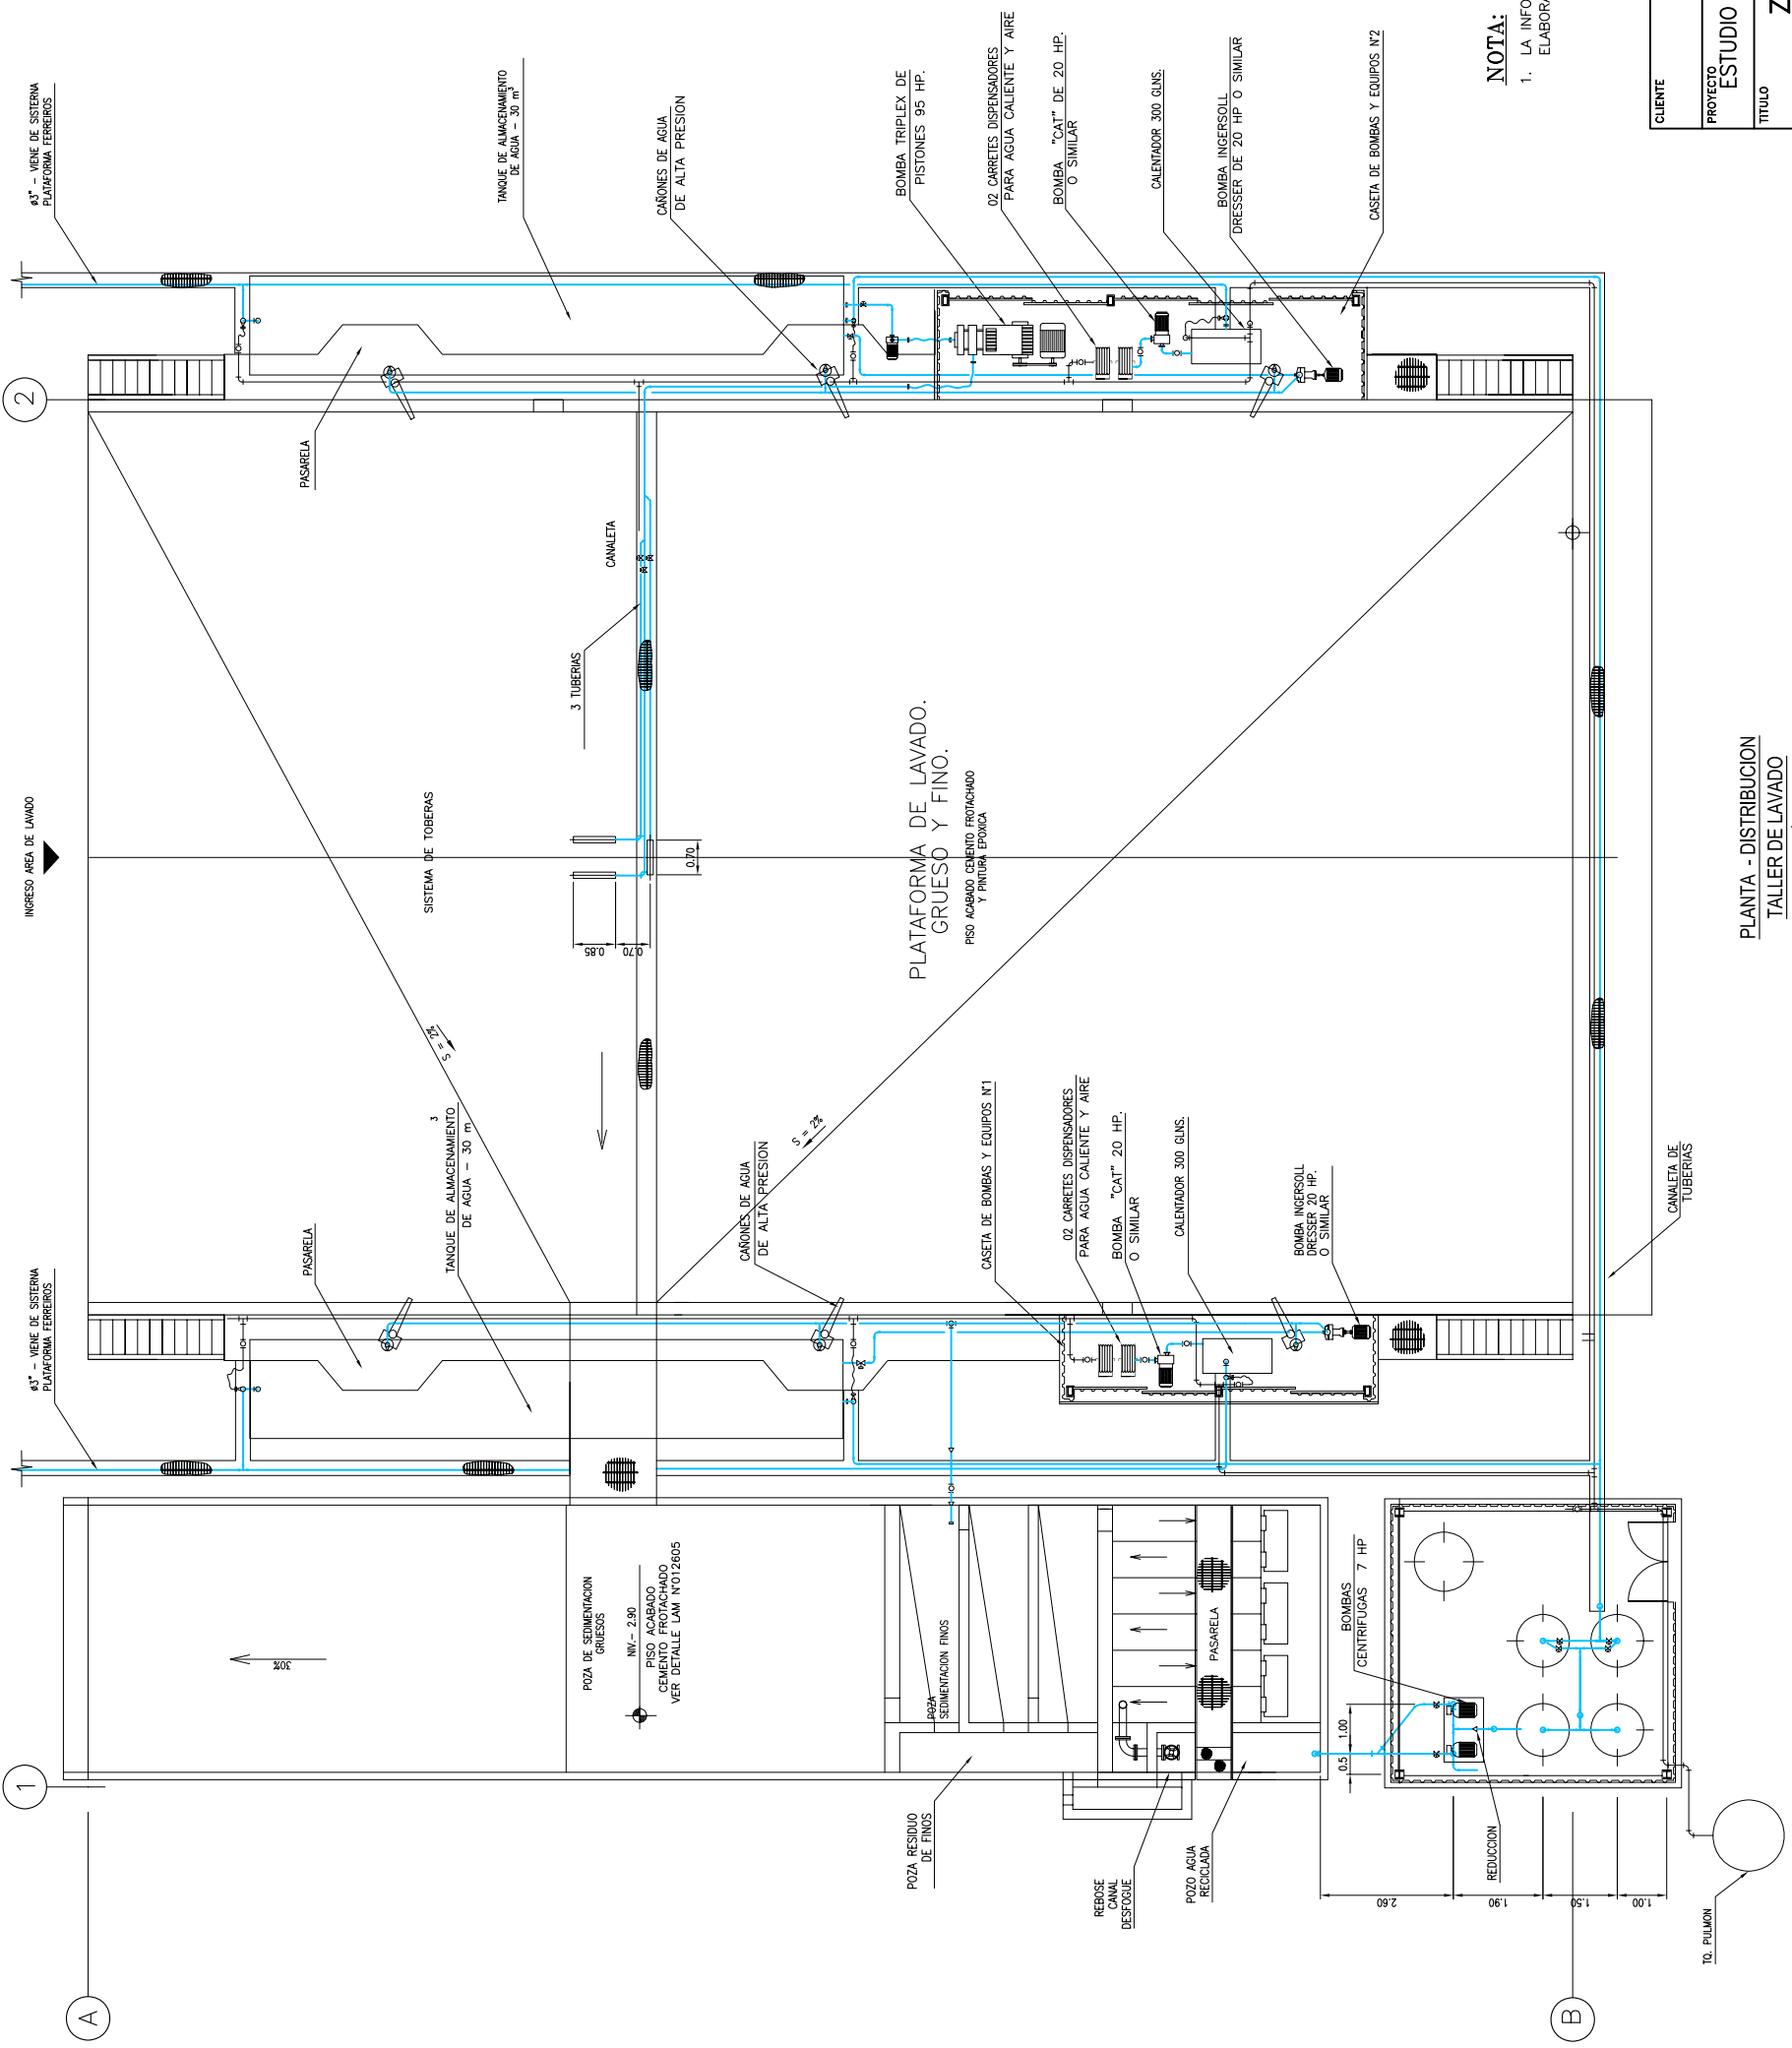 ø3" - VIENE DE SISTERNA
PLATAFORMA FERREIROS
INGRESO AREA DE LAVADO
ø3" - VIENE DE SISTERNA
PLATAFORMA FERREIROS
A
1
2
B
PASARELA
TANQUE DE ALMACENAMIENTO
DE AGUA - 30 m
3
CAÑONES DE AGUA
DE ALTA PRESION
S = 2%
S = 2%
SISTEMA DE TOBERAS
3 TUBERIAS
CANALETA
0.85
0.70
0.70
PASARELA
TANQUE DE ALMACENAMIENTO
DE AGUA - 30 m³
CAÑONES DE AGUA
DE ALTA PRESION
BOMBA TRIPLEX DE
PISTONES 95 HP.
02 CARRETES DISPENSADORES
PARA AGUA CALIENTE Y AIRE
BOMBA "CAT" DE 20 HP.
O SIMILAR
CALENTADOR 300 GLNS.
BOMBA INGERSOLL
DRESSER DE 20 HP O SIMILAR
CASETA DE BOMBAS Y EQUIPOS N°2
PLATAFORMA DE LAVADO.
GRUESO Y FINO.
PISO ACABADO CEMENTO FROTACHADO
Y PINTURA EPOXICA
CASETA DE BOMBAS Y EQUIPOS N°1
02 CARRETES DISPENSADORES
PARA AGUA CALIENTE Y AIRE
BOMBA "CAT" 20 HP.
O SIMILAR
CALENTADOR 300 GLNS.
BOMBA INGERSOLL
DRESSER 20 HP.
O SIMILAR
CANALETA DE
TUBERIAS
30%
POZA DE SEDIMENTACION
GRUESOS
NIV.- 2.90
PISO ACABADO
CEMENTO FROTACHADO
VER DETALLE LAM N°012605
POZA
SEDIMENTACION FINOS
POZA RESIDUO
DE FINOS
REBOSE
CANAL
DESFOGUE
POZO AGUA
RECICLADA
PASARELA
BOMBAS
CENTRIFUGAS 7 HP
0.5
1.00
REDUCCION
2.60
1.90
1.50
1.00
TQ. PULMON
PLANTA - DISTRIBUCION
TALLER DE LAVADO
NOTA:
1. LA INFO
ELABORA
CLIENTE
PROYECTO
ESTUDIO
TITULO
Z